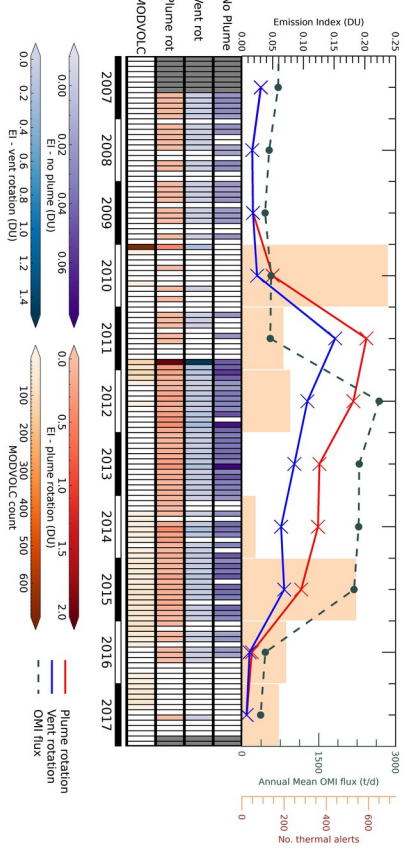 Emission Index (DU)
0.00 0.05 0.10 0.15 0.20 0.25
MODVOLC
Plume rot
Vent rot
No Plume
2007 2008 2009 2010 2011 2012 2013 2014 2015 2016 2017
0 1500 3000
Annual Mean OMI flux (t/d)
0 200 400 600
No. thermal alerts
0.00 0.02 0.04 0.06
EI - no plume (DU)
0.0 0.2 0.4 0.6 0.8 1.0 1.2 1.4
EI - vent rotation (DU)
0.0 0.5 1.0 1.5 2.0
EI - plume rotation (DU)
100 200 300 400 500 600
MODVOLC count
Plume rotation
Vent rotation
OMI flux